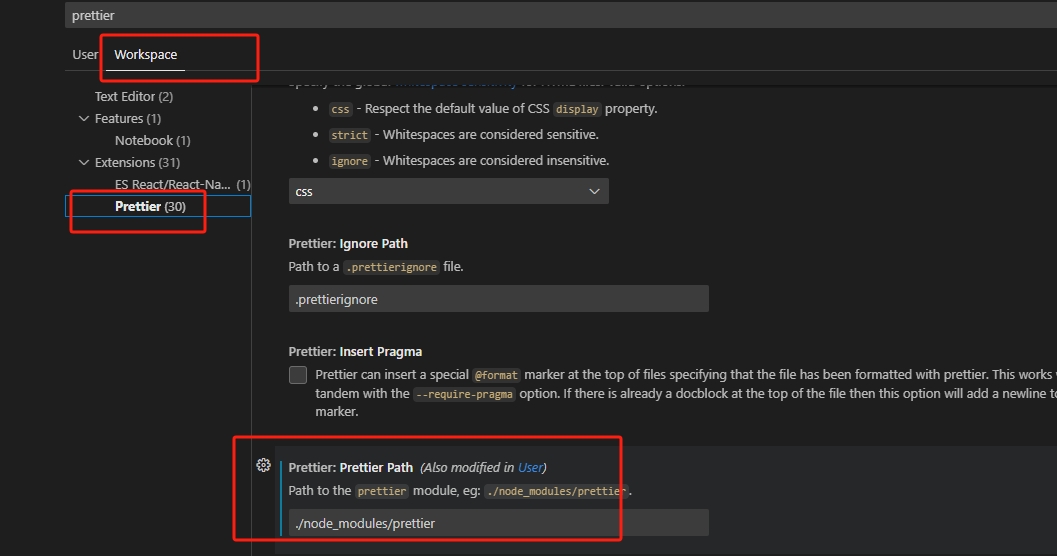 prettier
User
Workspace
Text Editor (2)
Features (1)
Notebook (1)
Extensions (31)
ES React/React-Na... (1)
Prettier (30)
css - Respect the default value of CSS display property.
strict - Whitespaces are considered sensitive.
ignore - Whitespaces are considered insensitive.
css
Prettier: Ignore Path
Path to a .prettierignore file.
.prettierignore
Prettier: Insert Pragma
Prettier can insert a special @format marker at the top of files specifying that the file has been formatted with prettier. This works
tandem with the --require-pragma option. If there is already a docblock at the top of the file then this option will add a newline to
marker.
Prettier: Prettier Path (Also modified in User)
Path to the prettier module, eg: ./node_modules/prettier.
./node_modules/prettier